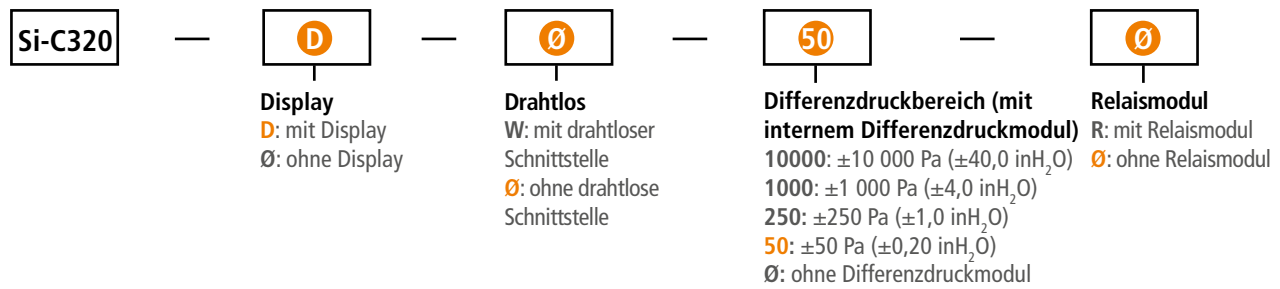 Si-C320 — D — Ø — 50 — Ø
Display
D: mit Display
Ø: ohne Display
Drahtlos
W: mit drahtloser
Schnittstelle
Ø: ohne drahtlose
Schnittstelle
Differenzdruckbereich (mit
internem Differenzdruckmodul)
10000: ±10 000 Pa (±40,0 inH₂O)
1000: ±1 000 Pa (±4,0 inH₂O)
250: ±250 Pa (±1,0 inH₂O)
50: ±50 Pa (±0,20 inH₂O)
Ø: ohne Differenzdruckmodul
Relaismodul
R: mit Relaismodul
Ø: ohne Relaismodul